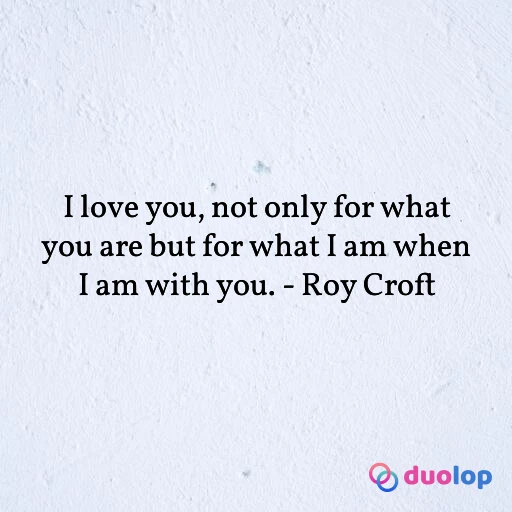 I love you, not only for what
you are but for what I am when
I am with you. - Roy Croft
duolop